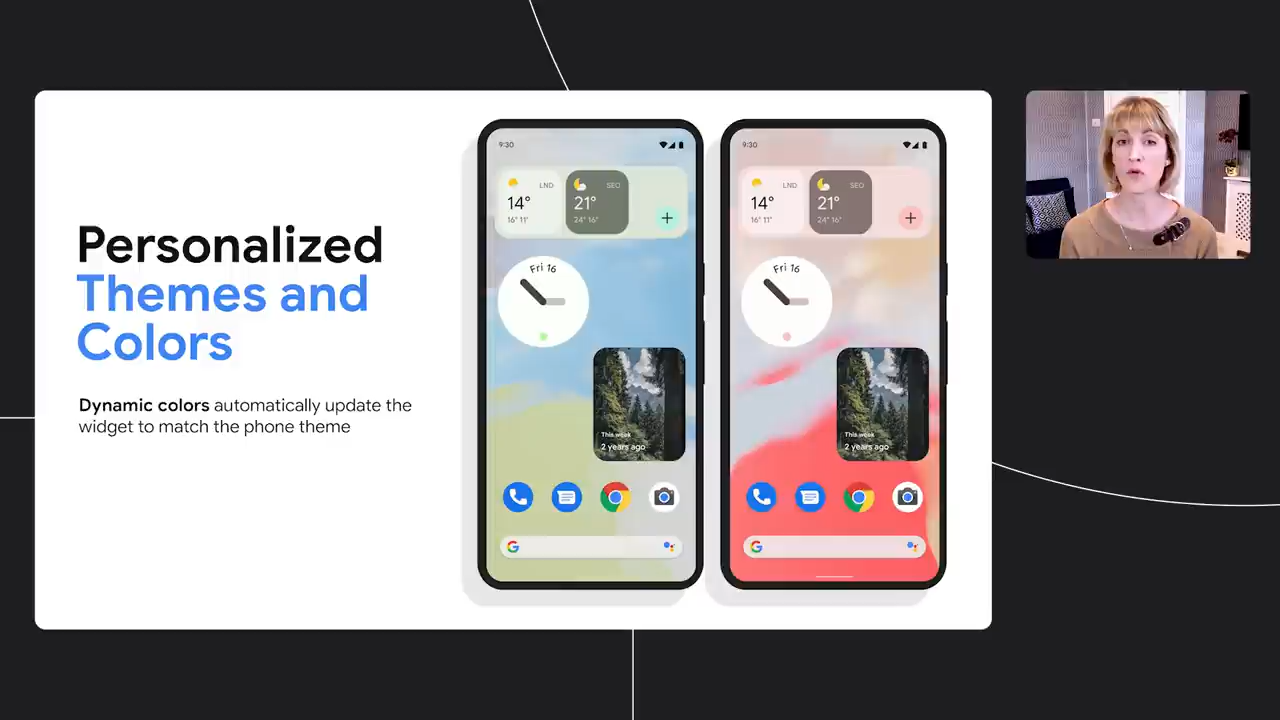 Personalized
Themes and
Colors
Dynamic colors automatically update the
widget to match the phone theme
9:30
LND
SEO
14°
21°
16° 11'
24° 16°
+
Fri 16
This week
2 years ago
G
9:30
LND
SEO
14°
21°
16° 11'
24° 16°
+
Fri 16
This week
2 years ago
G